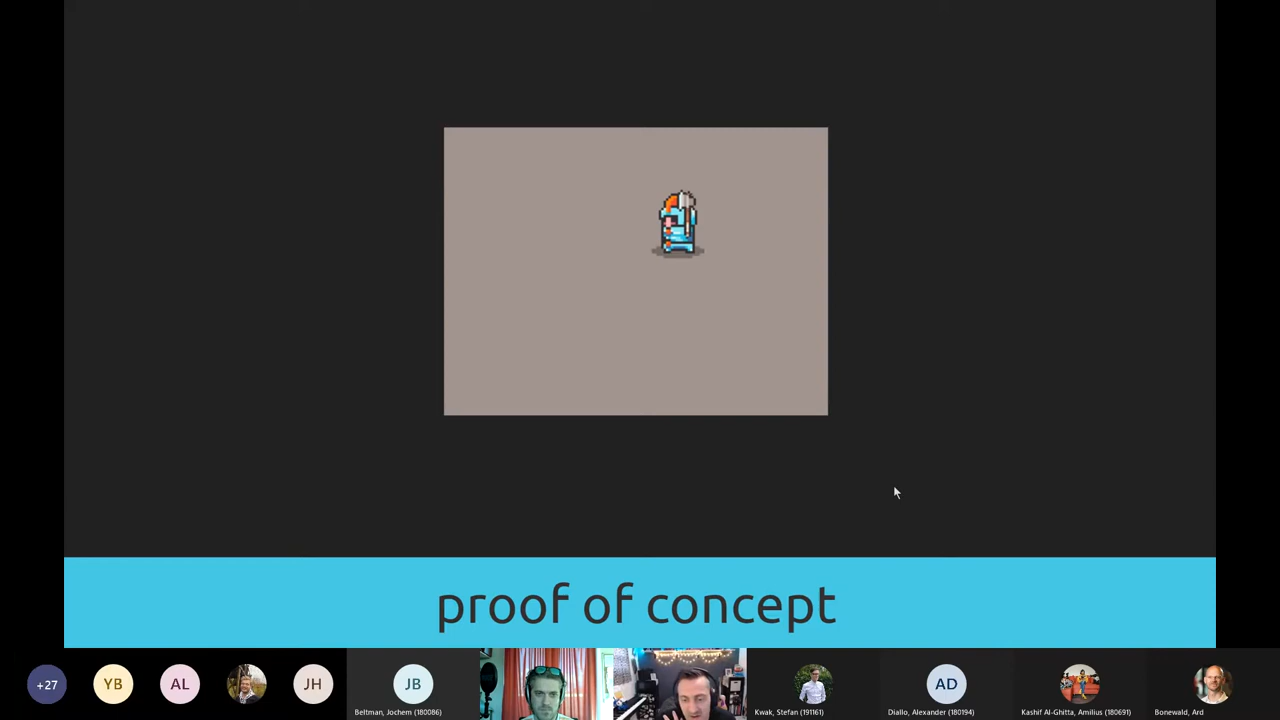 proof of concept
+27
YB
AL
JH
JB
Beltman, Jochem (180086)
Kwak, Stefan (191161)
AD
Diallo, Alexander (180194)
Kashif Al-Ghitta, Amilius (180691)
Bonewald, Ard